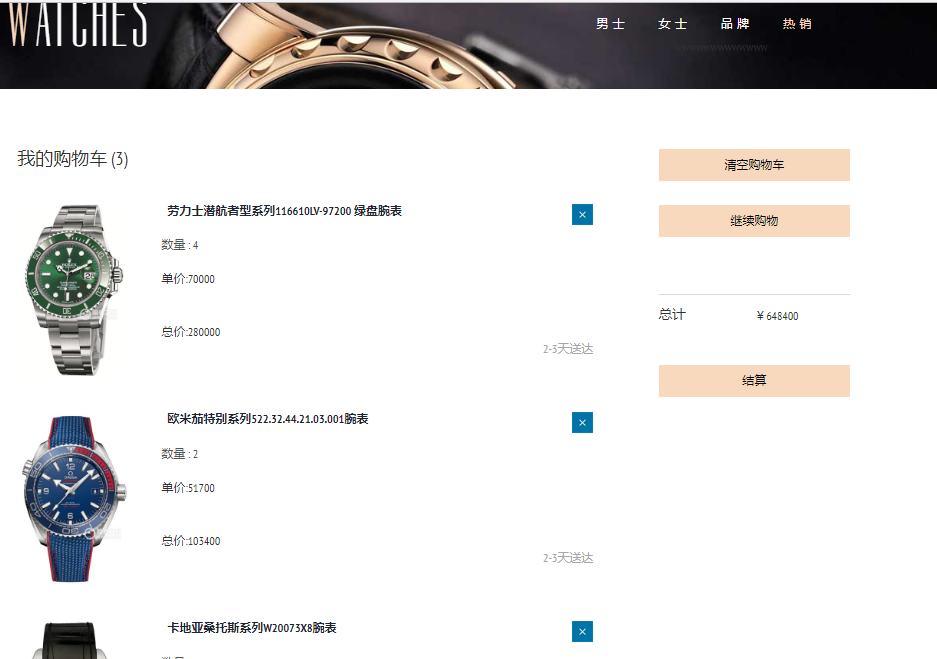 WATCHES
男士 女士 品牌 热销
我的购物车 (3)
清空购物车
劳力士潜航者型系列116610LV-97200 绿盘腕表
×
数量 : 4
继续购物
单价:70000
总计 ¥ 648400
总价:280000
2-3天送达
结算
欧米茄特别系列522.32.44.21.03.001腕表
×
数量 : 2
单价:51700
总价:103400
2-3天送达
卡地亚桑托斯系列W20073X8腕表
×